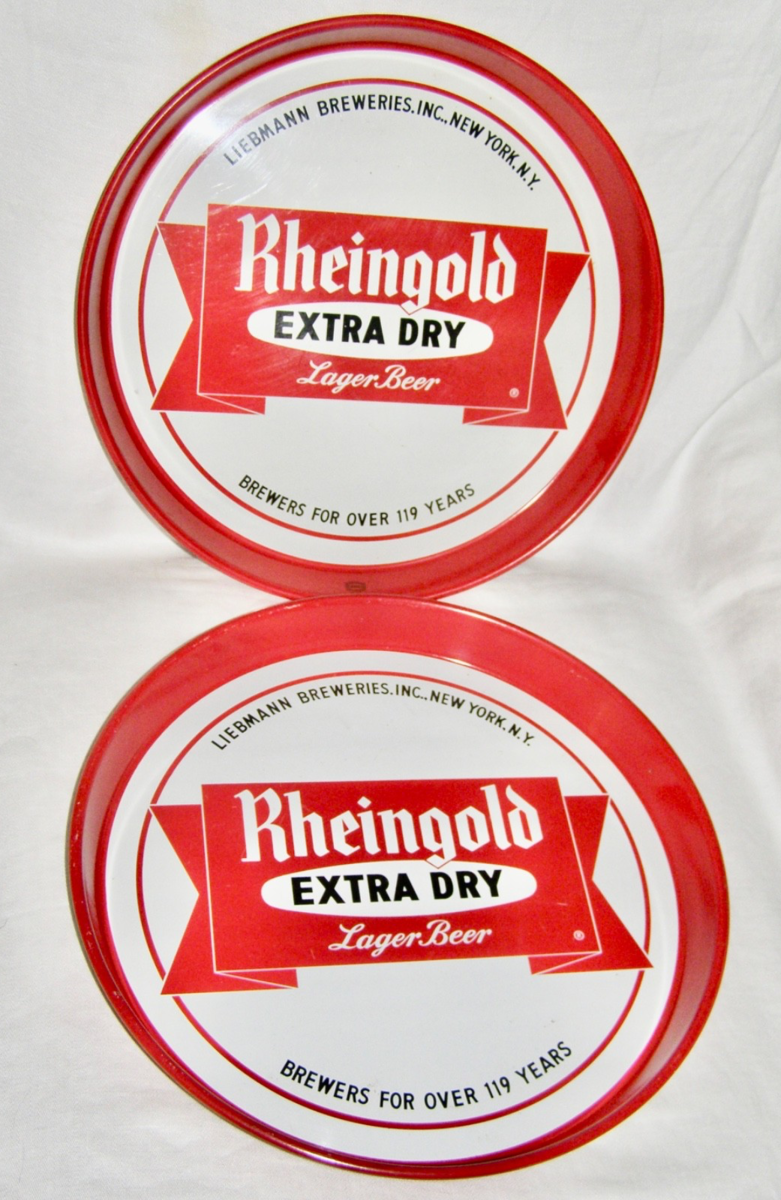 LIEBMANN BREWERIES.INC., NEW YORK, N.Y.
Rheingold
EXTRA DRY
Lager Beer
®
BREWERS FOR OVER 119 YEARS
LIEBMANN BREWERIES.INC., NEW YORK, N.Y.
Rheingold
EXTRA DRY
Lager Beer
®
BREWERS FOR OVER 119 YEARS